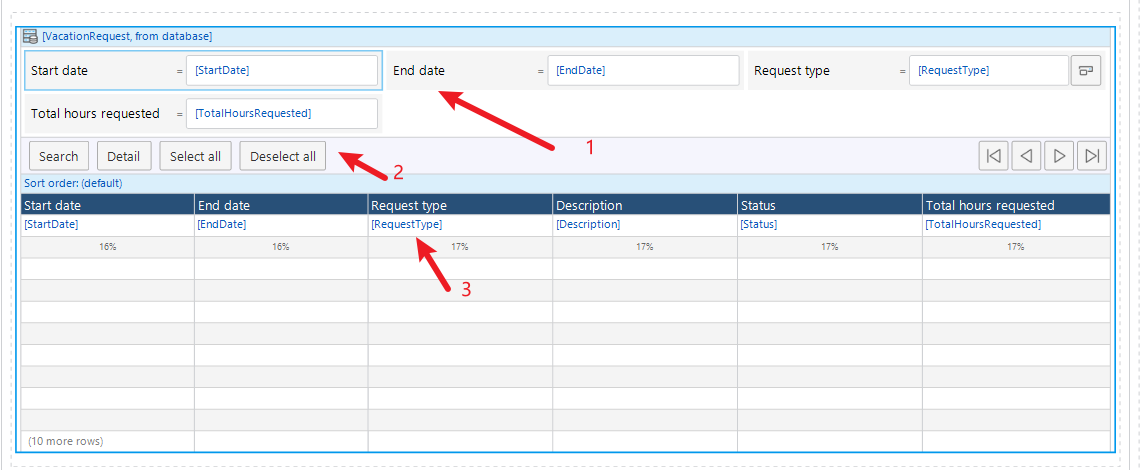 [VacationRequest, from database]
Start date = [StartDate] End date = [EndDate] Request type = [RequestType]
1
Total hours requested = [TotalHoursRequested]
Search Detail Select all Deselect all
2
Sort order: (default)
Start date End date Request type Description Status Total hours requested
[StartDate] [EndDate] [RequestType] [Description] [Status] [TotalHoursRequested]
16% 16% 17% 17% 17% 17%
3
(10 more rows)